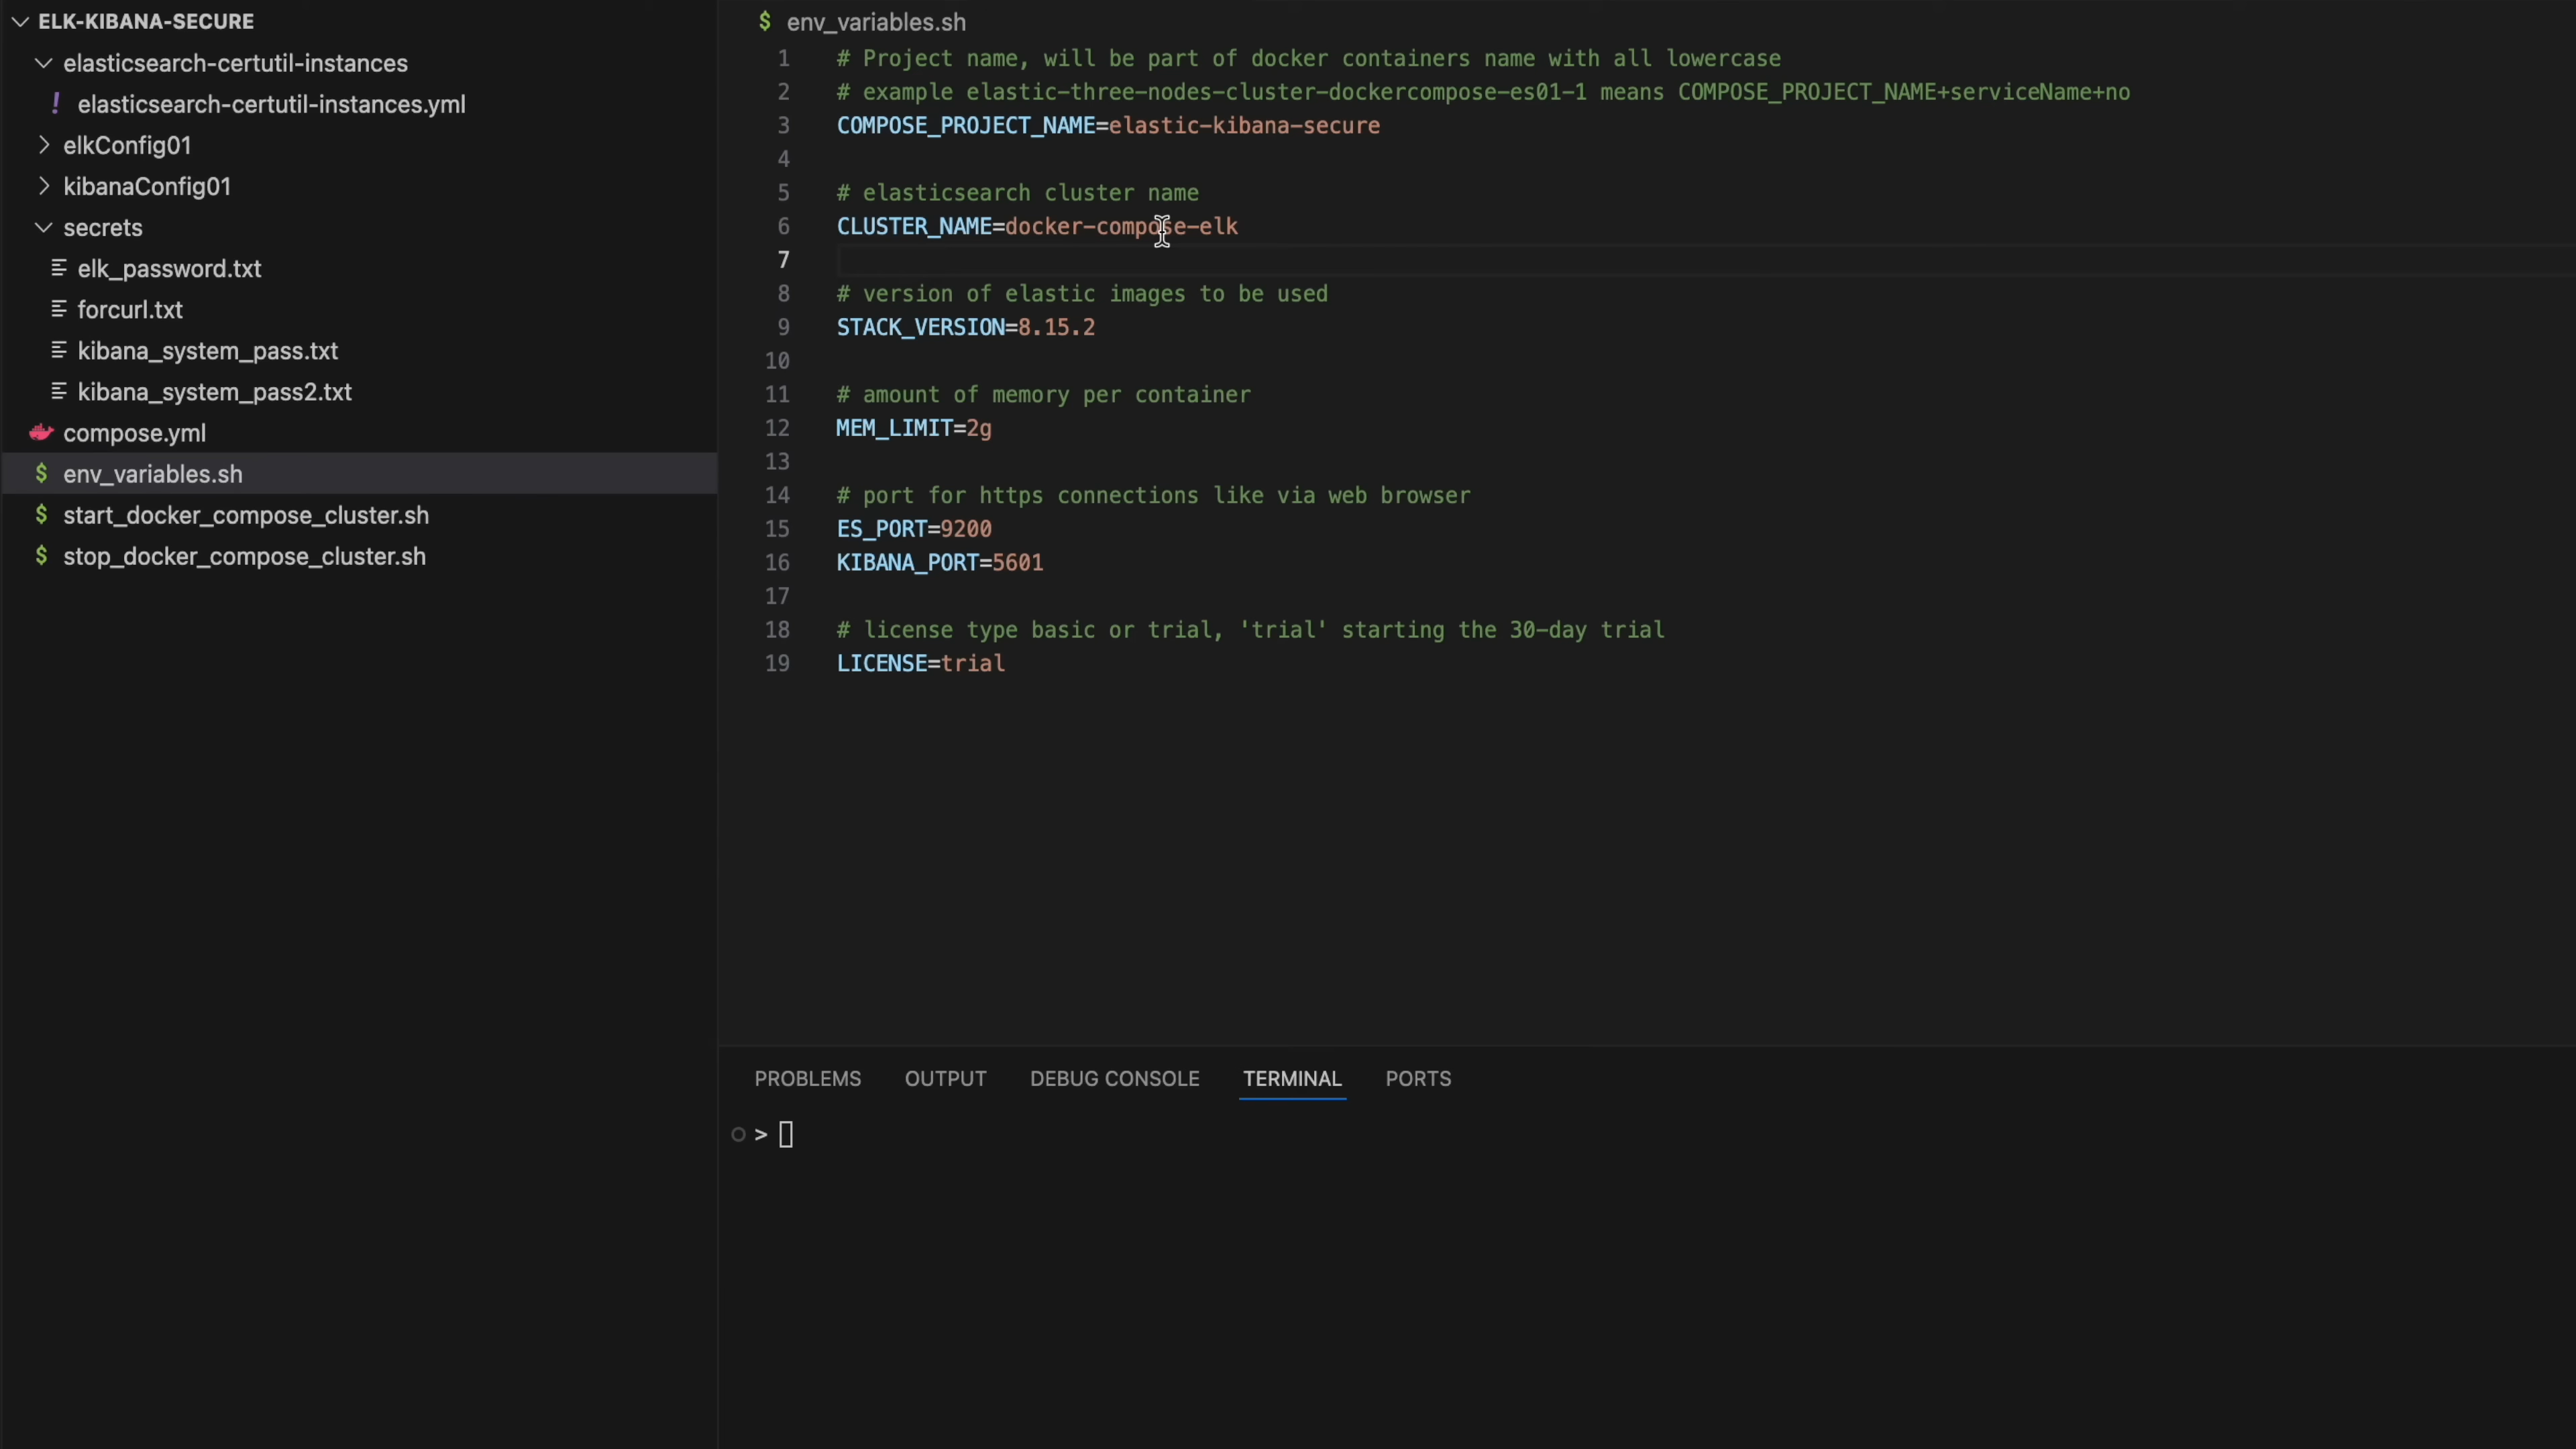 ELK-KIBANA-SECURE
elasticsearch-certutil-instances
! elasticsearch-certutil-instances.yml
elkConfig01
kibanaConfig01
secrets
elk_password.txt
forcurl.txt
kibana_system_pass.txt
kibana_system_pass2.txt
compose.yml
$ env_variables.sh
$ start_docker_compose_cluster.sh
$ stop_docker_compose_cluster.sh
$ env_variables.sh
1 # Project name, will be part of docker containers name with all lowercase
2 # example elastic-three-nodes-cluster-dockercompose-es01-1 means COMPOSE_PROJECT_NAME+serviceName+no
3 COMPOSE_PROJECT_NAME=elastic-kibana-secure
4
5 # elasticsearch cluster name
6 CLUSTER_NAME=docker-compose-elk
7
8 # version of elastic images to be used
9 STACK_VERSION=8.15.2
10
11 # amount of memory per container
12 MEM_LIMIT=2g
13
14 # port for https connections like via web browser
15 ES_PORT=9200
16 KIBANA_PORT=5601
17
18 # license type basic or trial, 'trial' starting the 30-day trial
19 LICENSE=trial
PROBLEMS OUTPUT DEBUG CONSOLE TERMINAL PORTS
>